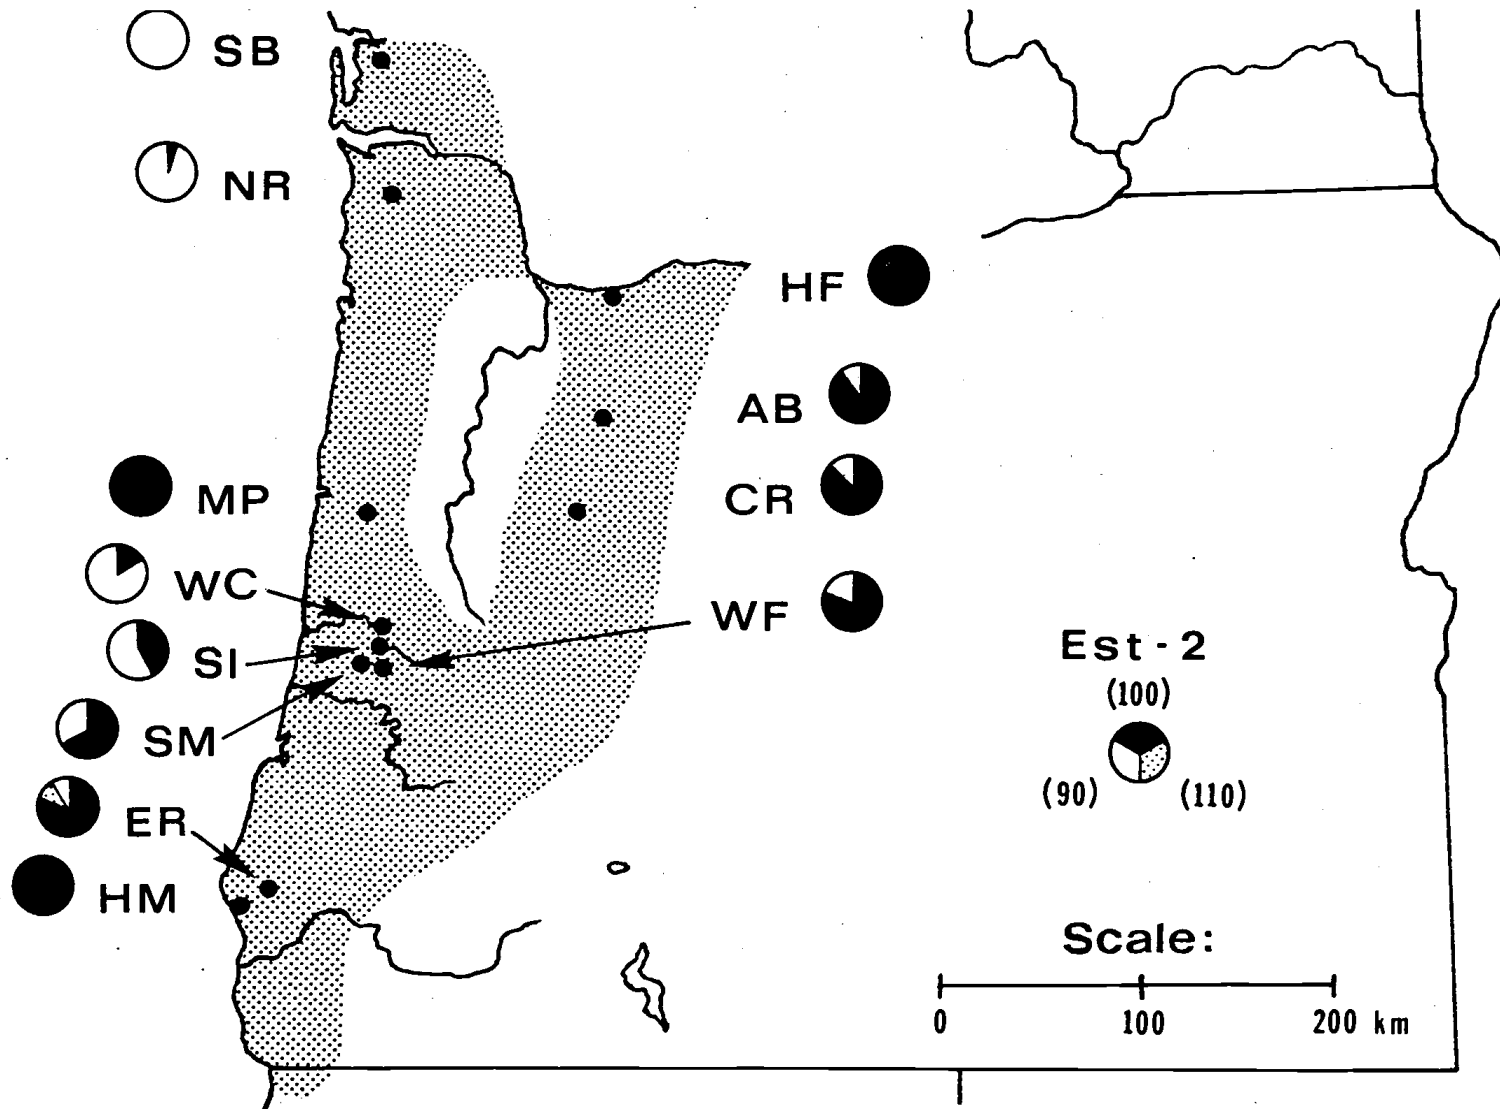 SB
NR
HF
AB
CR
MP
WC
WF
SI
SM
ER
HM
Est-2
(100)
(90)
(110)
Scale:
0 100 200 km